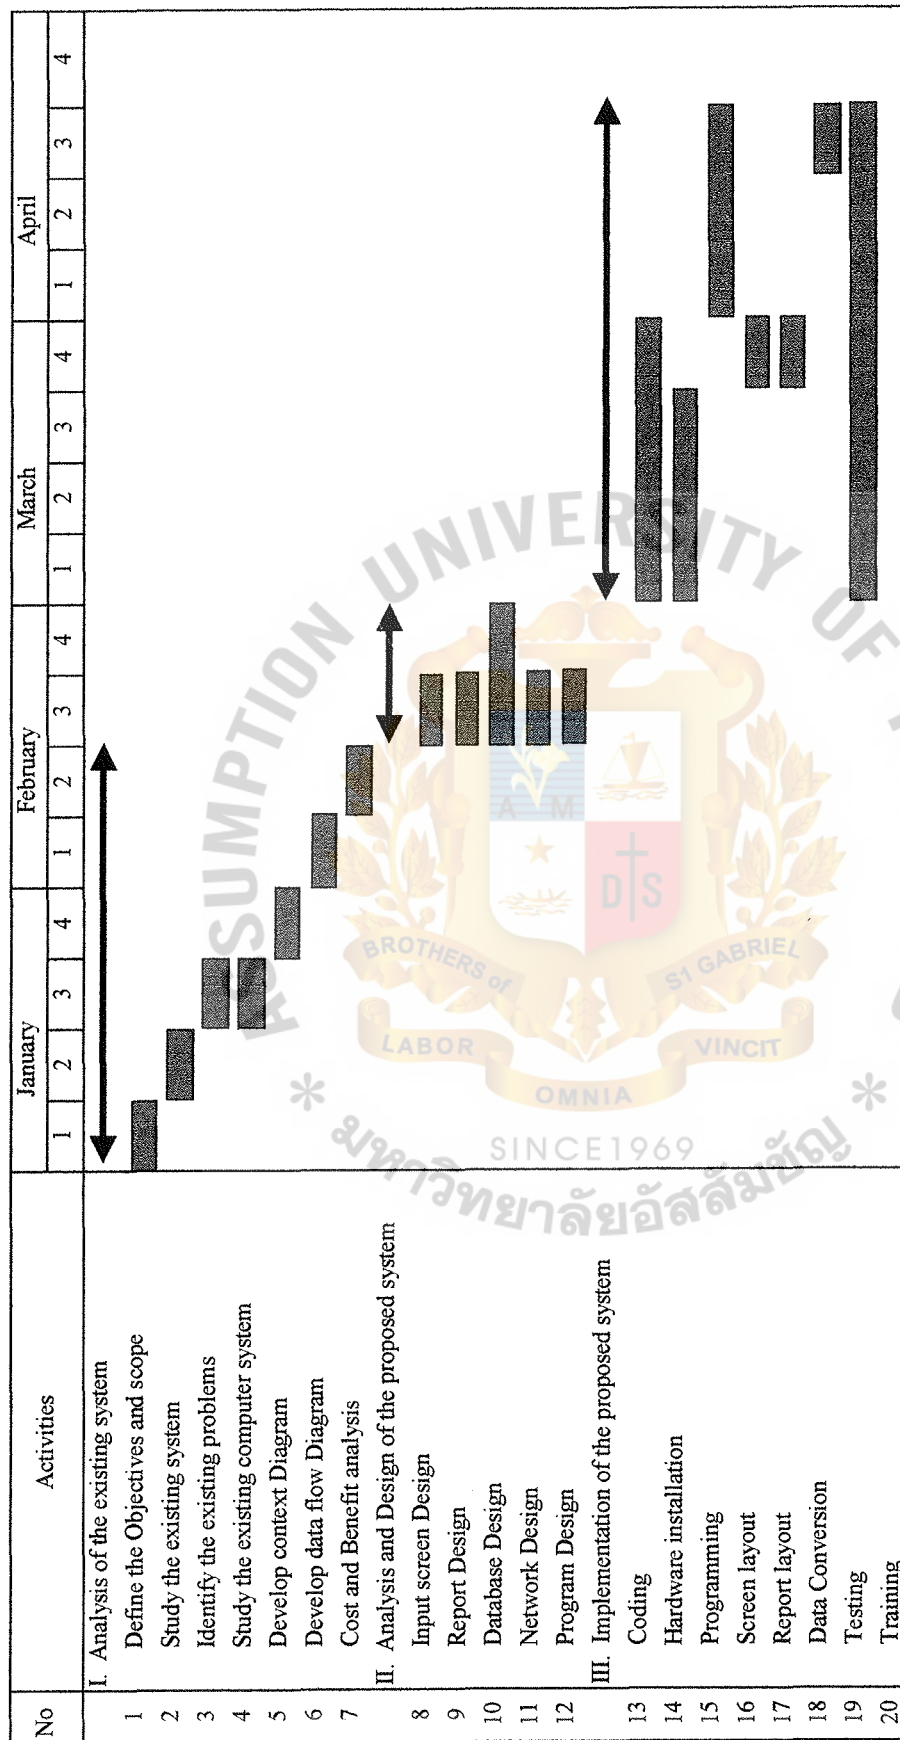 No Activities January February March April
1 2 3 4 1 2 3 4 1 2 3 4 1 2 3 4
I. Analysis of the existing system
1 Define the Objectives and scope
2 Study the existing system
3 Identify the existing problems
4 Study the existing computer system
5 Develop context Diagram
6 Develop data flow Diagram
7 Cost and Benefit analysis
II. Analysis and Design of the proposed system
8 Input screen Design
9 Report Design
10 Database Design
11 Network Design
12 Program Design
III. Implementation of the proposed system
13 Coding
14 Hardware installation
15 Programming
16 Screen layout
17 Report layout
18 Data Conversion
19 Testing
20 Training
ASSUMPTION UNIVERSITY OF
A M
D S
BROTHERS of ST GABRIEL
LABOR OMNIA VINCIT
SINCE1969
* มหาวิทยาลัยอัสสัมชัญ *